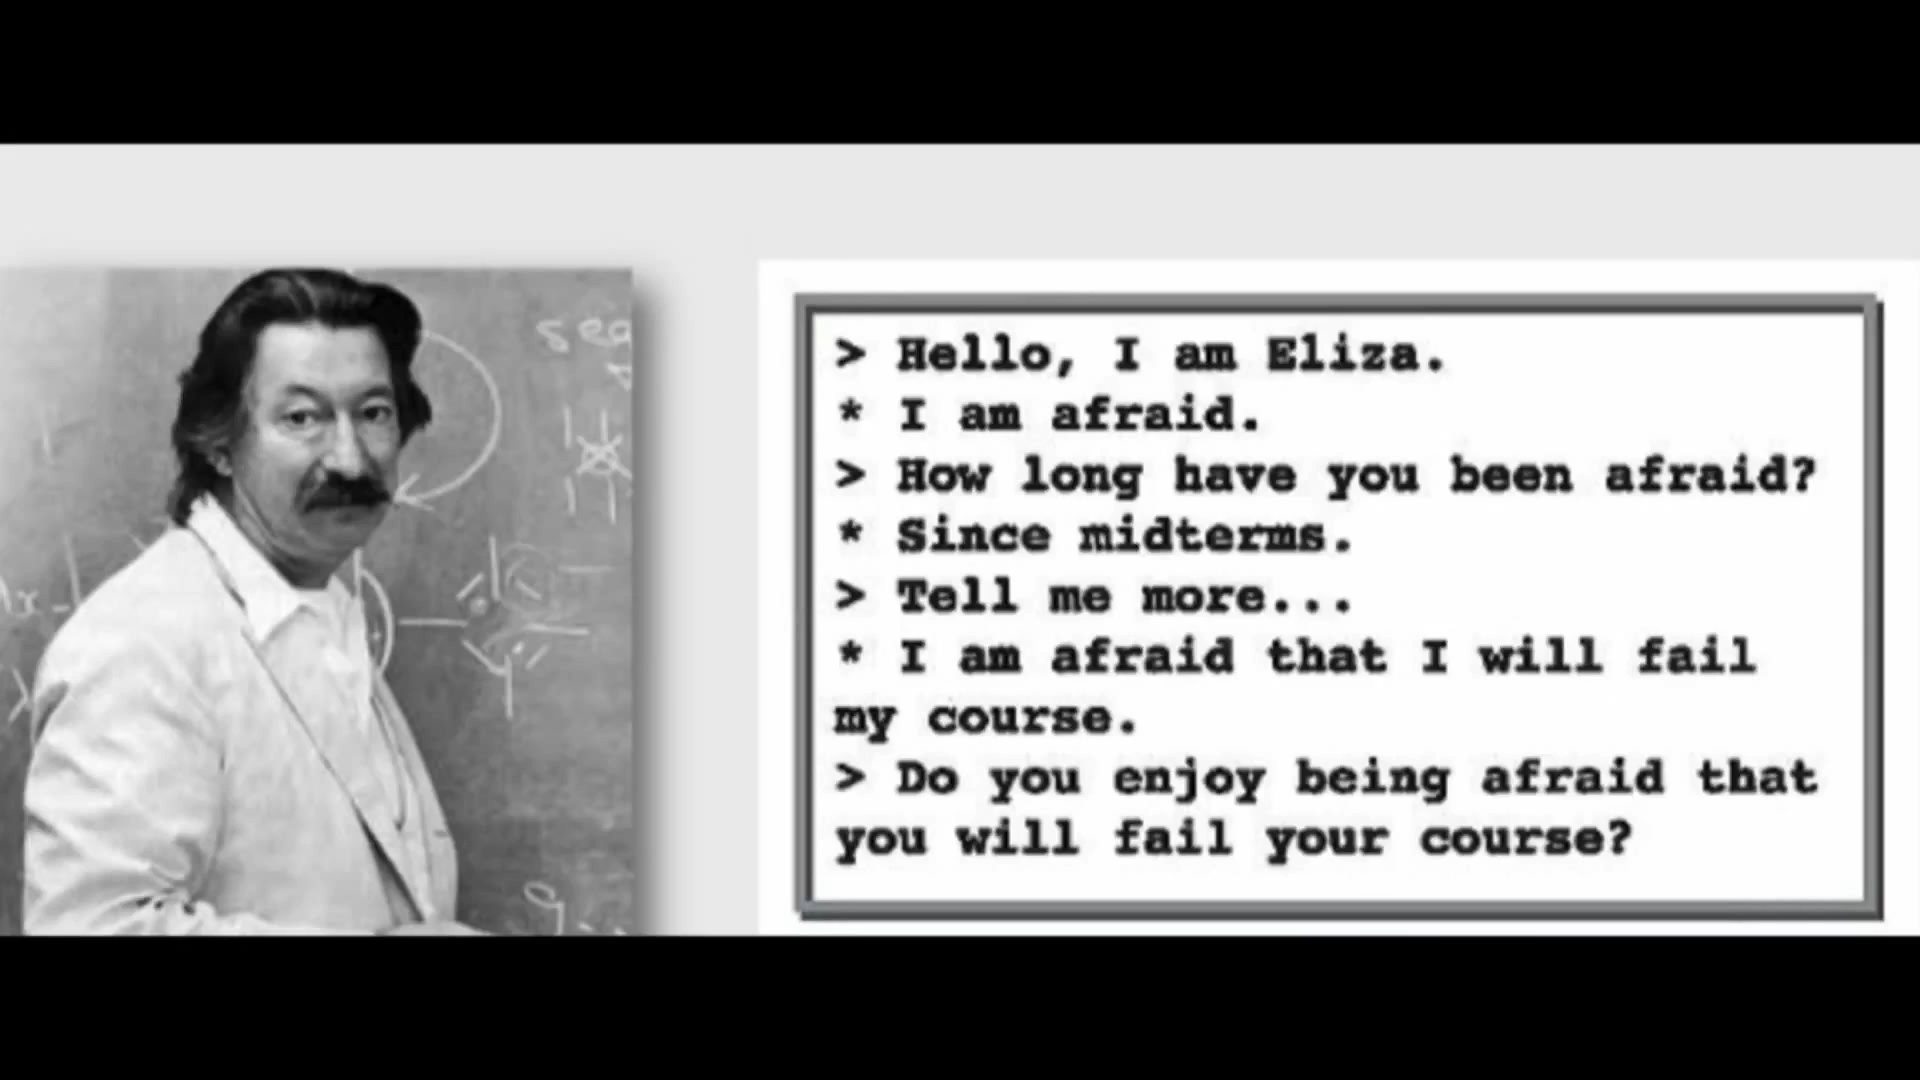 > Hello, I am Eliza.
* I am afraid.
> How long have you been afraid?
* Since midterms.
> Tell me more...
* I am afraid that I will fail
my course.
> Do you enjoy being afraid that
you will fail your course?